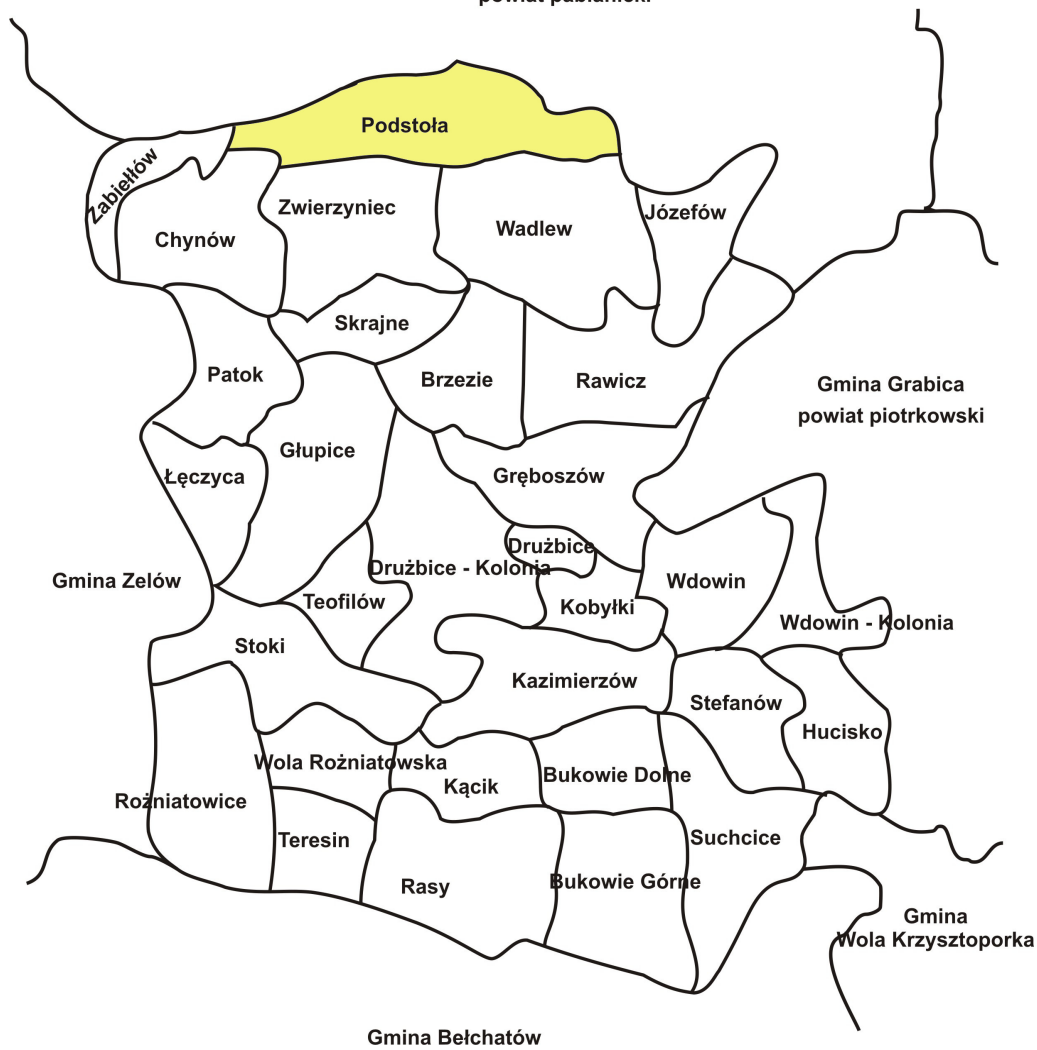 powiat pabianicki
Podstoła
Zabiełłów
Zwierzyniec
Józefów
Wadlew
Chynów
Skrajne
Patok
Brzezie
Rawicz
Gmina Grabica
powiat piotrkowski
Głupice
Łęczyca
Gręboszów
Drużbice
Drużbice - Kolonia
Gmina Zelów
Wdowin
Teofilów
Kobyłki
Wdowin - Kolonia
Stoki
Kazimierzów
Stefanów
Hucisko
Wola Rożniatowska
Bukowie Dolne
Kącik
Rożniatowice
Teresin
Suchcice
Rasy
Bukowie Górne
Gmina
Wola Krzysztoporka
Gmina Bełchatów